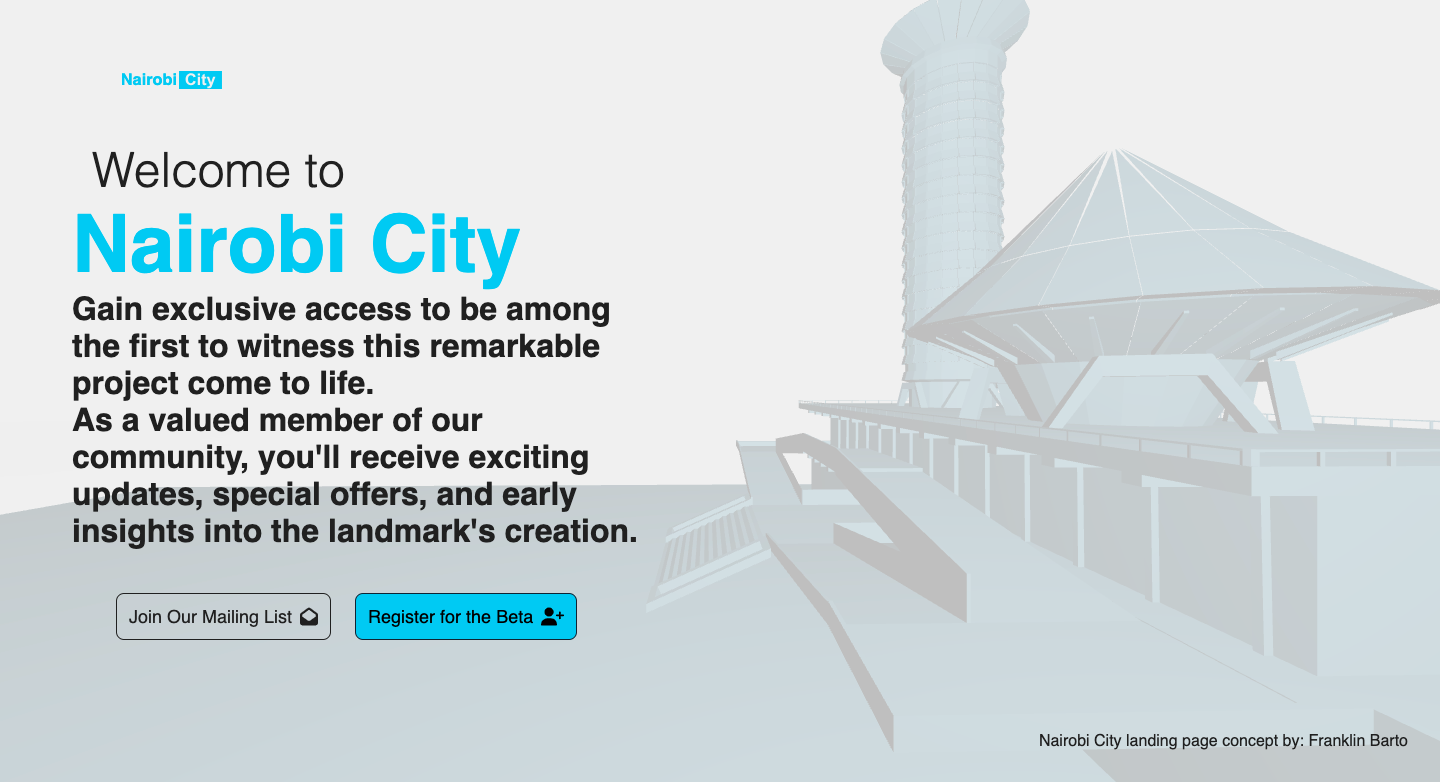 Nairobi City
Welcome to
Nairobi City
Gain exclusive access to be among
the first to witness this remarkable
project come to life.
As a valued member of our
community, you'll receive exciting
updates, special offers, and early
insights into the landmark's creation.
Join Our Mailing List
Register for the Beta
Nairobi City landing page concept by: Franklin Barto